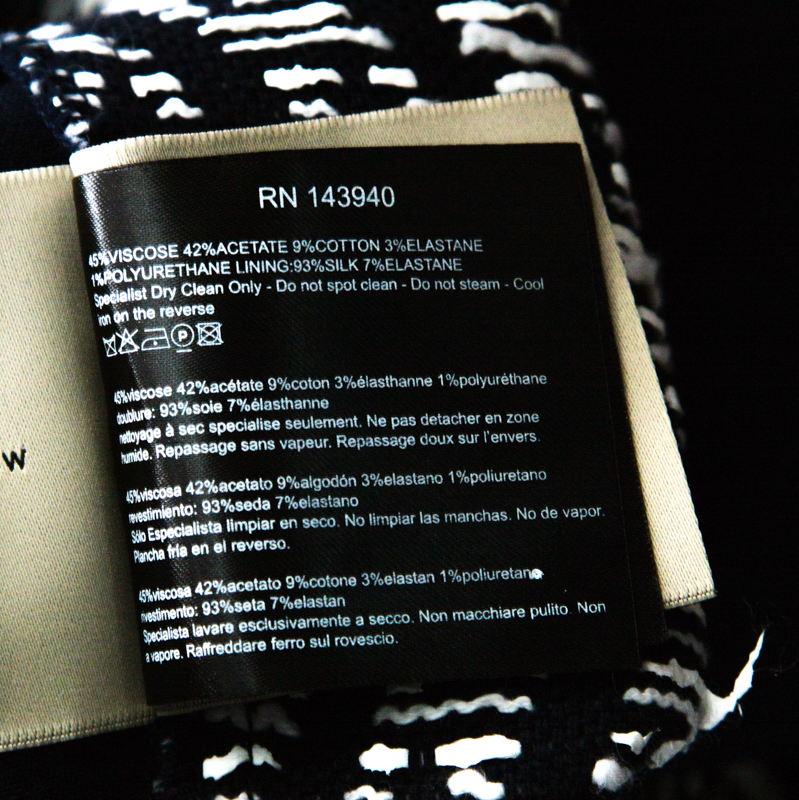 RN 143940
45%VISCOSE 42%ACETATE 9%COTTON 3%ELASTANE
1%POLYURETHANE LINING:93%SILK 7%ELASTANE
Specialist Dry Clean Only - Do not spot clean - Do not steam - Cool
iron on the reverse
P
45%viscose 42%acétate 9%coton 3%élasthanne 1%polyuréthane
doublure: 93%soie 7%élasthanne
nettoyage à sec specialise seulement. Ne pas detacher en zone
humide. Repassage sans vapeur. Repassage doux sur l'envers.
45%viscosa 42%acetato 9%algodón 3%elastano 1%poliuretano
revestimiento: 93%seda 7%elastano
Sólo Especialista limpiar en seco. No limpiar las manchas. No de vapor.
Plancha fría en el reverso.
45%viscosa 42%acetato 9%cotone 3%elastan 1%poliuretano
rivestimento: 93%seta 7%elastan
Specialista lavare esclusivamente a secco. Non macchiare pulito. Non
a vapore. Raffreddare ferro sul rovescio.
W